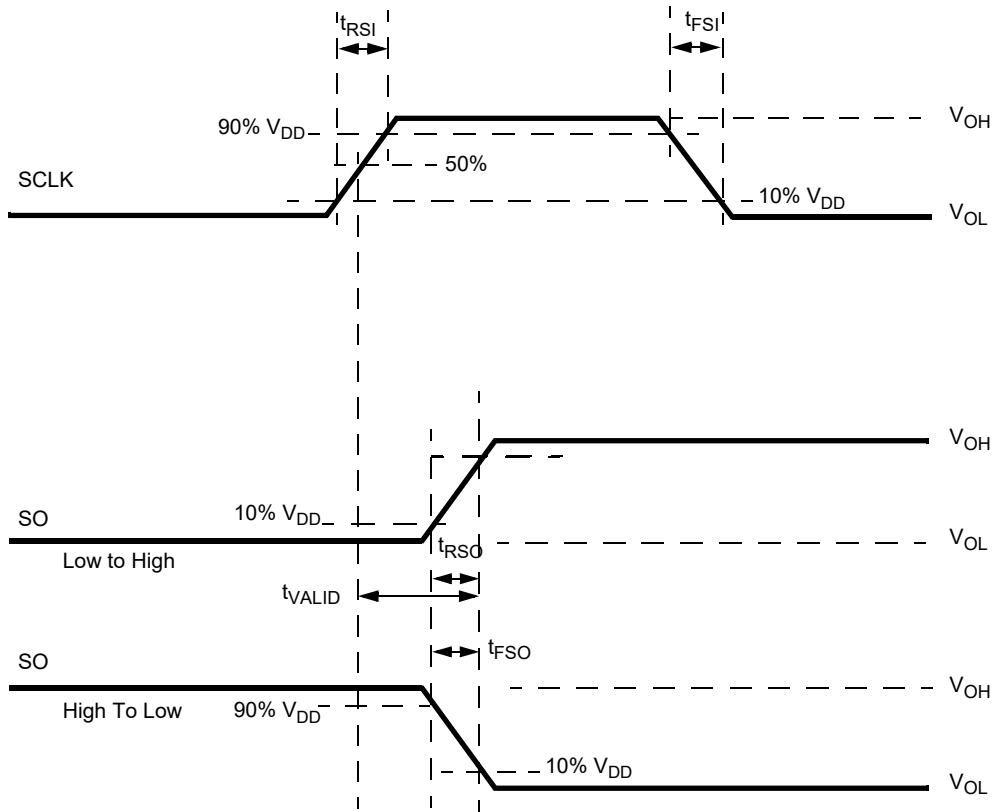 tRSI
tFSI
90% VDD
VOH
50%
SCLK
10% VDD
VOL
VOH
SO
10% VDD
VOL
Low to High
tRSO
tVALID
tFSO
SO
VOH
High To Low
90% VDD
10% VDD
VOL